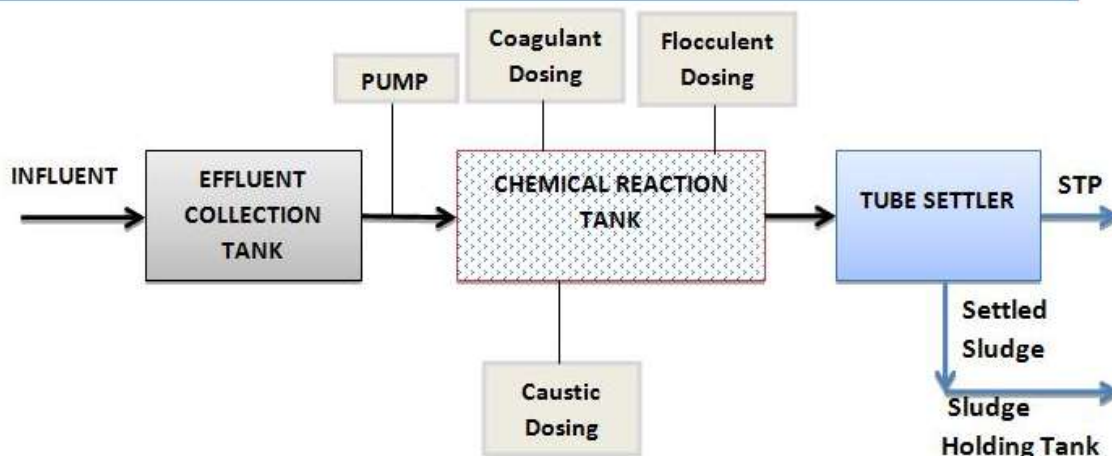 Coagulant
Dosing
Flocculent
Dosing
PUMP
INFLUENT
EFFLUENT
COLLECTION
TANK
CHEMICAL REACTION
TANK
TUBE SETTLER
STP
Settled
Sludge
Caustic
Dosing
Sludge
Holding Tank